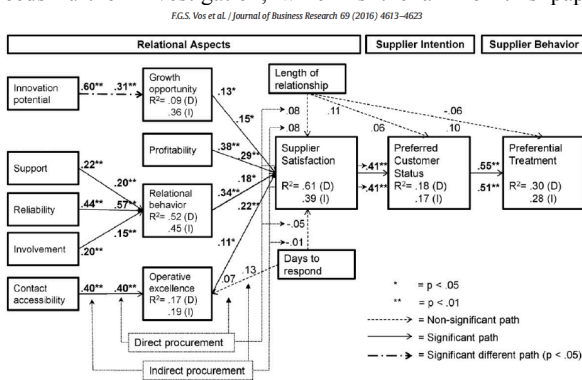 F.G.S. Vos et al. / Journal of Business Research 69 (2016) 4613–4623
Relational Aspects
Supplier Intention
Supplier Behavior
Innovation potential
.60**
.31**
Growth opportunity
R²= .09 (D)
.36 (I)
.13*
.15*
Length of relationship
.08
.08
.11
.06
-.06
.10
Profitability
.38**
.29**
Supplier Satisfaction
R²= .61 (D)
.39 (I)
.41**
.41**
Preferred Customer Status
R²= .18 (D)
.17 (I)
.55**
.51**
Preferential Treatment
R²= .30 (D)
.28 (I)
Support
.22**
.20**
Reliability
.44**
.57**
Involvement
.20**
.15**
Relational behavior
R²= .52 (D)
.45 (I)
.18*
.34**
.22**
-.05
-.01
Days to respond
Contact accessibility
.40**
.40**
Operative excellence
R²= .17 (D)
.19 (I)
.11*
.07
.13
Direct procurement
Indirect procurement
* = p < .05
** = p < .01
= Non-significant path
= Significant path
= Significant different path (p < .05)